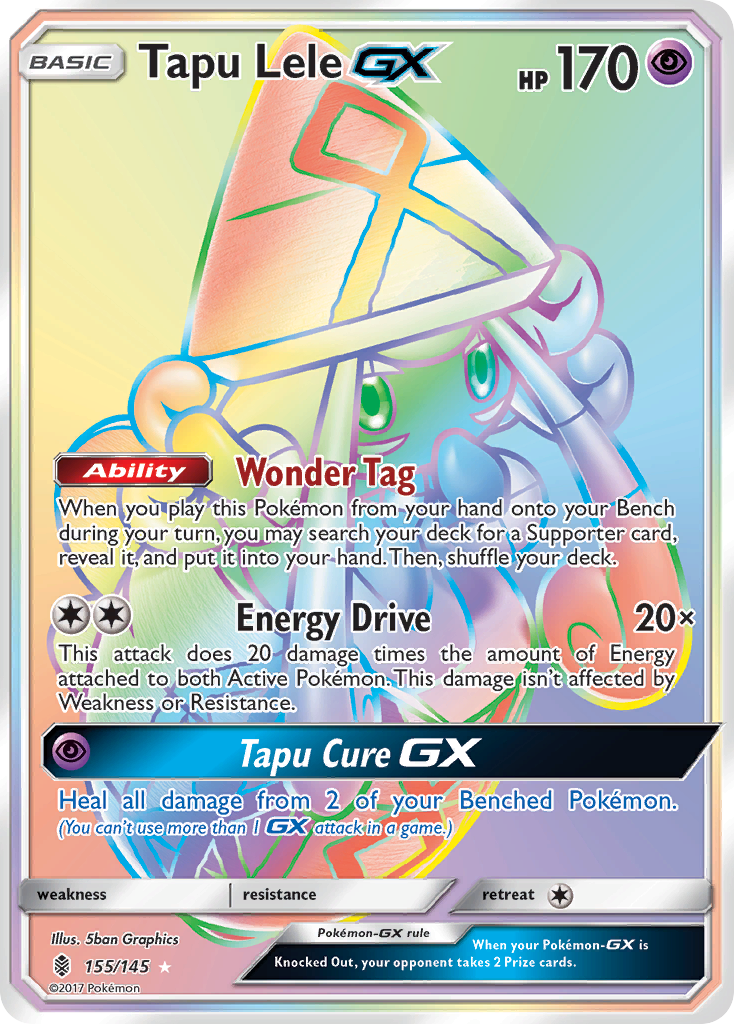 BASIC Tapu Lele GX HP 170
Ability Wonder Tag
When you play this Pokémon from your hand onto your Bench
during your turn, you may search your deck for a Supporter card,
reveal it, and put it into your hand. Then, shuffle your deck.
Energy Drive 20×
This attack does 20 damage times the amount of Energy
attached to both Active Pokémon. This damage isn't affected by
Weakness or Resistance.
Tapu Cure GX
Heal all damage from 2 of your Benched Pokémon.
(You can't use more than 1 GX attack in a game.)
weakness resistance retreat
Illus. 5ban Graphics
155/145
©2017 Pokémon
Pokémon-GX rule
When your Pokémon-GX is
Knocked Out, your opponent takes 2 Prize cards.